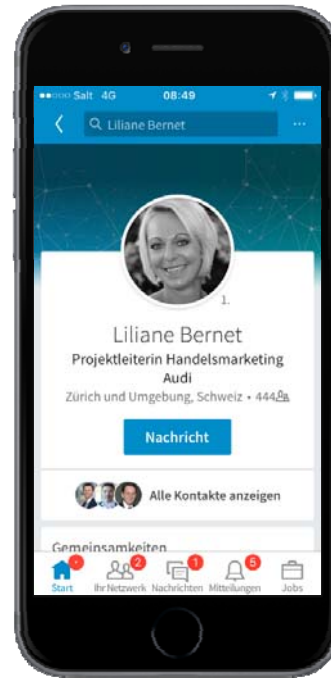 Salt 4G 08:49
Liliane Bernet
1.
Liliane Bernet
Projektleiterin Handelsmarketing
Audi
Zürich und Umgebung, Schweiz • 444
Nachricht
Alle Kontakte anzeigen
Gemeinsamkeiten
2 1 5
Start Ihr Netzwerk Nachrichten Mitteilungen Jobs